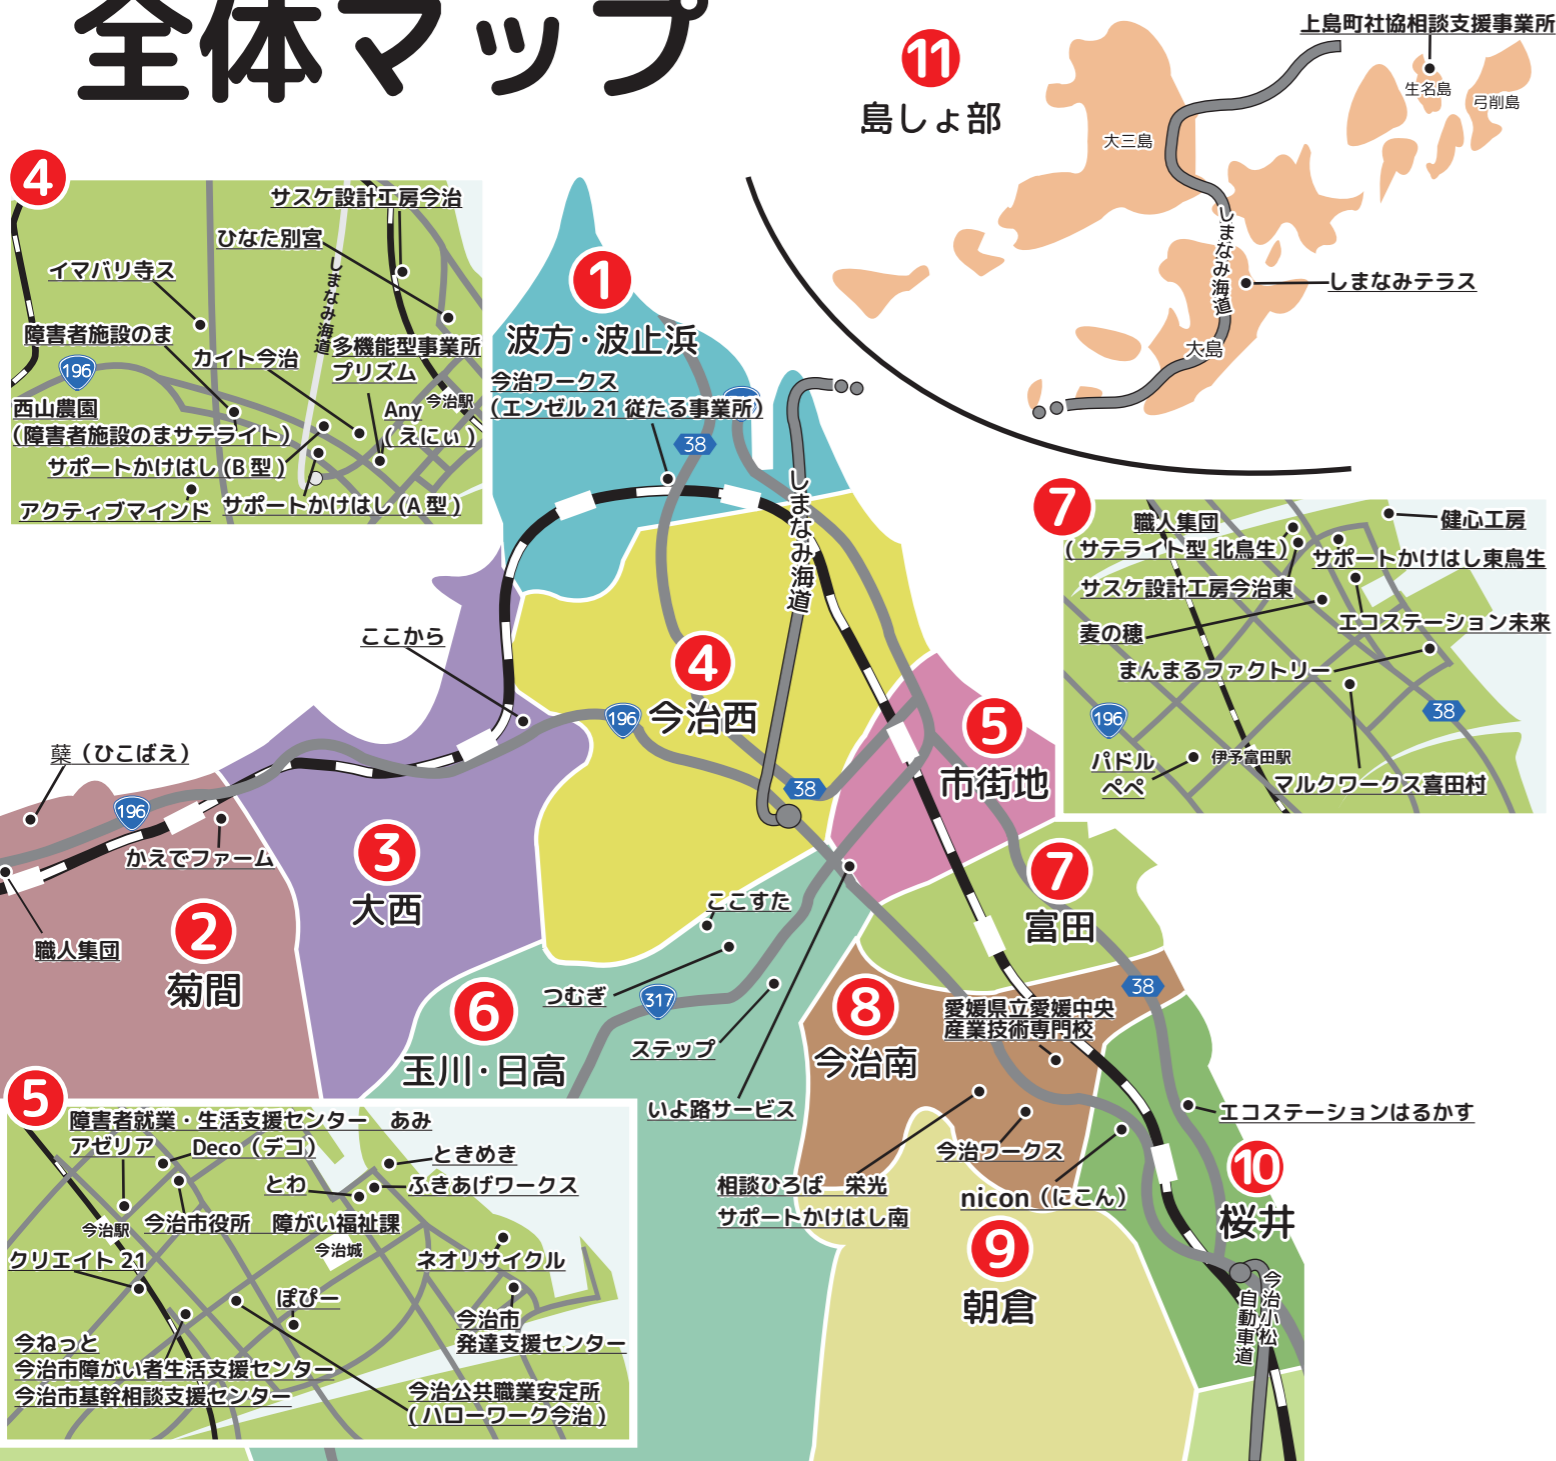 全体マップ
11
島しょ部
上島町社協相談支援事業所
生名島
弓削島
大三島
しまなみ海道
しまなみテラス
大島
4
サスケ設計工房今治
ひなた別宮
イマバリ寺ス
しまなみ海道
障害者施設のま
カイト今治
多機能型事業所
プリズム
196
西山農園
(障害者施設のまサテライト)
Any
(えにぃ)
今治駅
サポートかけはし(B型)
アクティブマインド
サポートかけはし(A型)
1
波方・波止浜
今治ワークス
(エンゼル21従たる事業所)
38
しまなみ海道
7
職人集団
(サテライト型 北鳥生)
健心工房
サポートかけはし東鳥生
サスケ設計工房今治東
麦の穂
エコステーション未来
まんまるファクトリー
196
38
パドル
ぺぺ
伊予富田駅
マルクワークス喜田村
ここから
4
今治西
196
38
5
市街地
蘖(ひこばえ)
196
かえでファーム
職人集団
2
菊間
3
大西
7
富田
38
ここすた
つむぎ
317
ステップ
いよ路サービス
6
玉川・日高
8
今治南
愛媛県立愛媛中央
産業技術専門校
エコステーションはるかす
今治ワークス
相談ひろば 栄光
サポートかけはし南
nicon(にこん)
10
桜井
9
朝倉
今治小松
自動車道
5
障害者就業・生活支援センター あみ
アゼリア
Deco(デコ)
ときめき
とわ
ふきあげワークス
今治駅
今治市役所 障がい福祉課
今治城
クリエイト21
ネオリサイクル
ぽぴー
今治市
発達支援センター
今ねっと
今治市障がい者生活支援センター
今治市基幹相談支援センター
今治公共職業安定所
(ハローワーク今治)